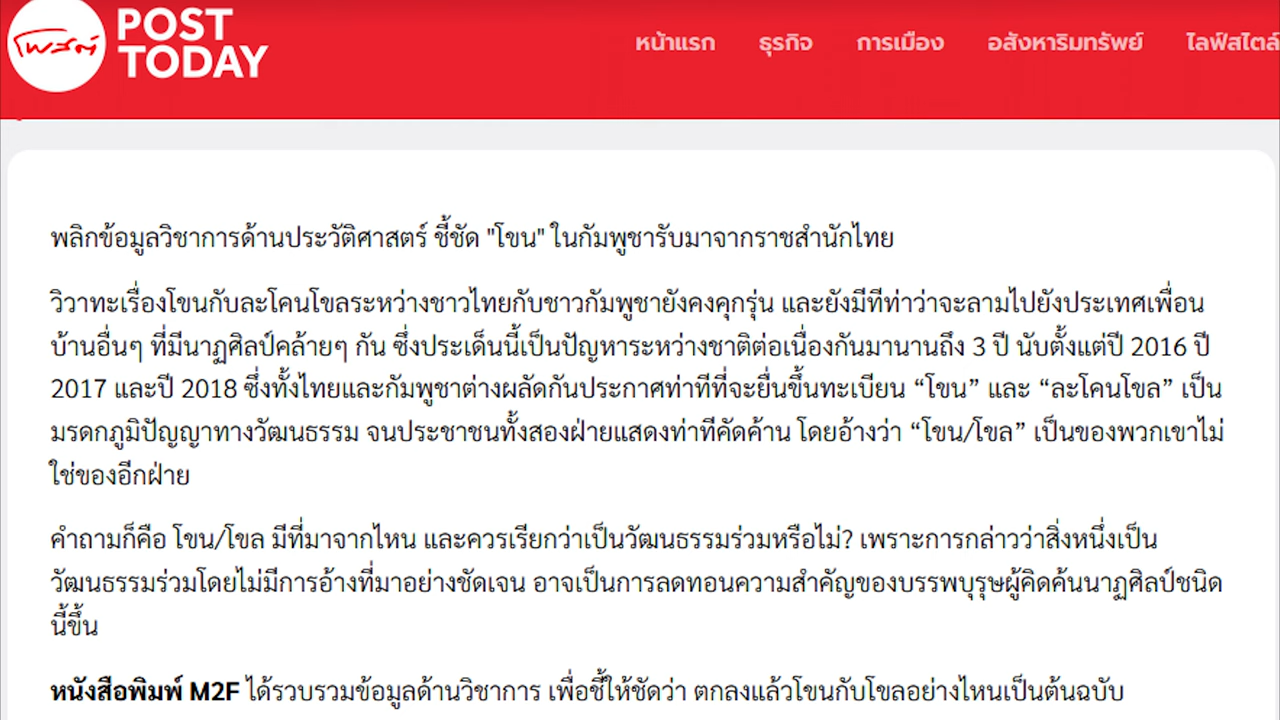 โพสต์
POST
TODAY
หน้าแรก ธุรกิจ การเมือง อสังหาริมทรัพย์ ไลฟ์สไตล์
พลิกข้อมูลวิชาการด้านประวัติศาสตร์ ชี้ชัด "โขน" ในกัมพูชารับมาจากราชสำนักไทย
วิวาทะเรื่องโขนกับละโคนโขลระหว่างชาวไทยกับชาวกัมพูชายังคงคุกรุ่น และยังมีทีท่าว่าจะลามไปยังประเทศเพื่อน
บ้านอื่นๆ ที่มีนาฏศิลป์คล้ายๆ กัน ซึ่งประเด็นนี้เป็นปัญหาระหว่างชาติต่อเนื่องกันมานานถึง 3 ปี นับตั้งแต่ปี 2016 ปี
2017 และปี 2018 ซึ่งทั้งไทยและกัมพูชาต่างผลัดกันประกาศท่าทีที่จะยื่นขึ้นทะเบียน “โขน” และ “ละโคนโขล” เป็น
มรดกภูมิปัญญาทางวัฒนธรรม จนประชาชนทั้งสองฝ่ายแสดงท่าทีคัดค้าน โดยอ้างว่า “โขน/โขล” เป็นของพวกเขาไม่
ใช่ของอีกฝ่าย
คำถามก็คือ โขน/โขล มีที่มาจากไหน และควรเรียกว่าเป็นวัฒนธรรมร่วมหรือไม่? เพราะการกล่าวว่าสิ่งหนึ่งเป็น
วัฒนธรรมร่วมโดยไม่มีการอ้างที่มาอย่างชัดเจน อาจเป็นการลดทอนความสำคัญของบรรพบุรุษผู้คิดค้นนาฏศิลป์ชนิด
นี้ขึ้น
หนังสือพิมพ์ M2F ได้รวบรวมข้อมูลด้านวิชาการ เพื่อชี้ให้ชัดว่า ตกลงแล้วโขนกับโขลอย่างไหนเป็นต้นฉบับ